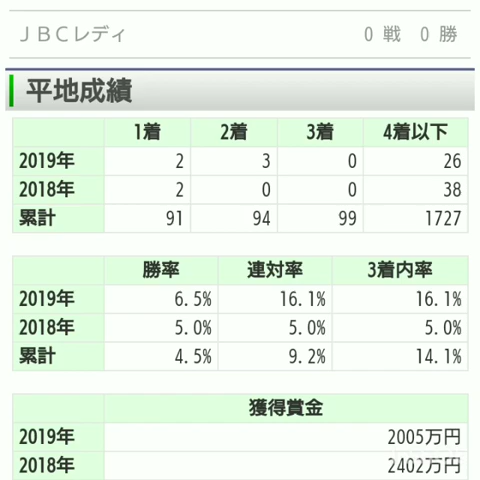 ＪＢＣレディ 0 戦 0 勝
平地成績
1着 2着 3着 4着以下
2019年 2 3 0 26
2018年 2 0 0 38
累計 91 94 99 1727
勝率 連対率 3着内率
2019年 6.5% 16.1% 16.1%
2018年 5.0% 5.0% 5.0%
累計 4.5% 9.2% 14.1%
獲得賞金
2019年 2005万円
2018年 2402万円